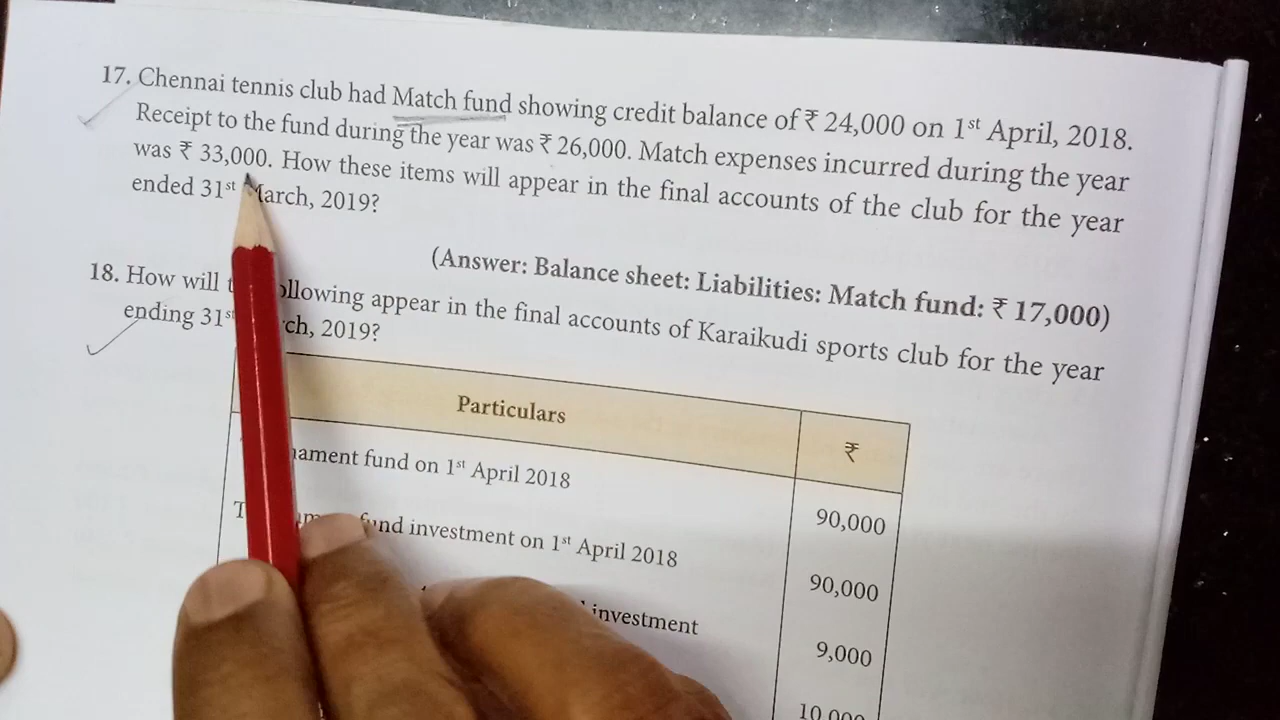 17. Chennai tennis club had Match fund showing credit balance of ₹ 24,000 on 1st April, 2018.
Receipt to the fund during the year was ₹ 26,000. Match expenses incurred during the year
was ₹ 33,000. How these items will appear in the final accounts of the club for the year
ended 31st March, 2019?
(Answer: Balance sheet: Liabilities: Match fund: ₹ 17,000)
18. How will following appear in the final accounts of Karaikudi sports club for the year
ending 31st 2019?
Particulars ₹
fund on 1st April 2018 90,000
fund investment on 1st April 2018 90,000
investment 9,000
10,000